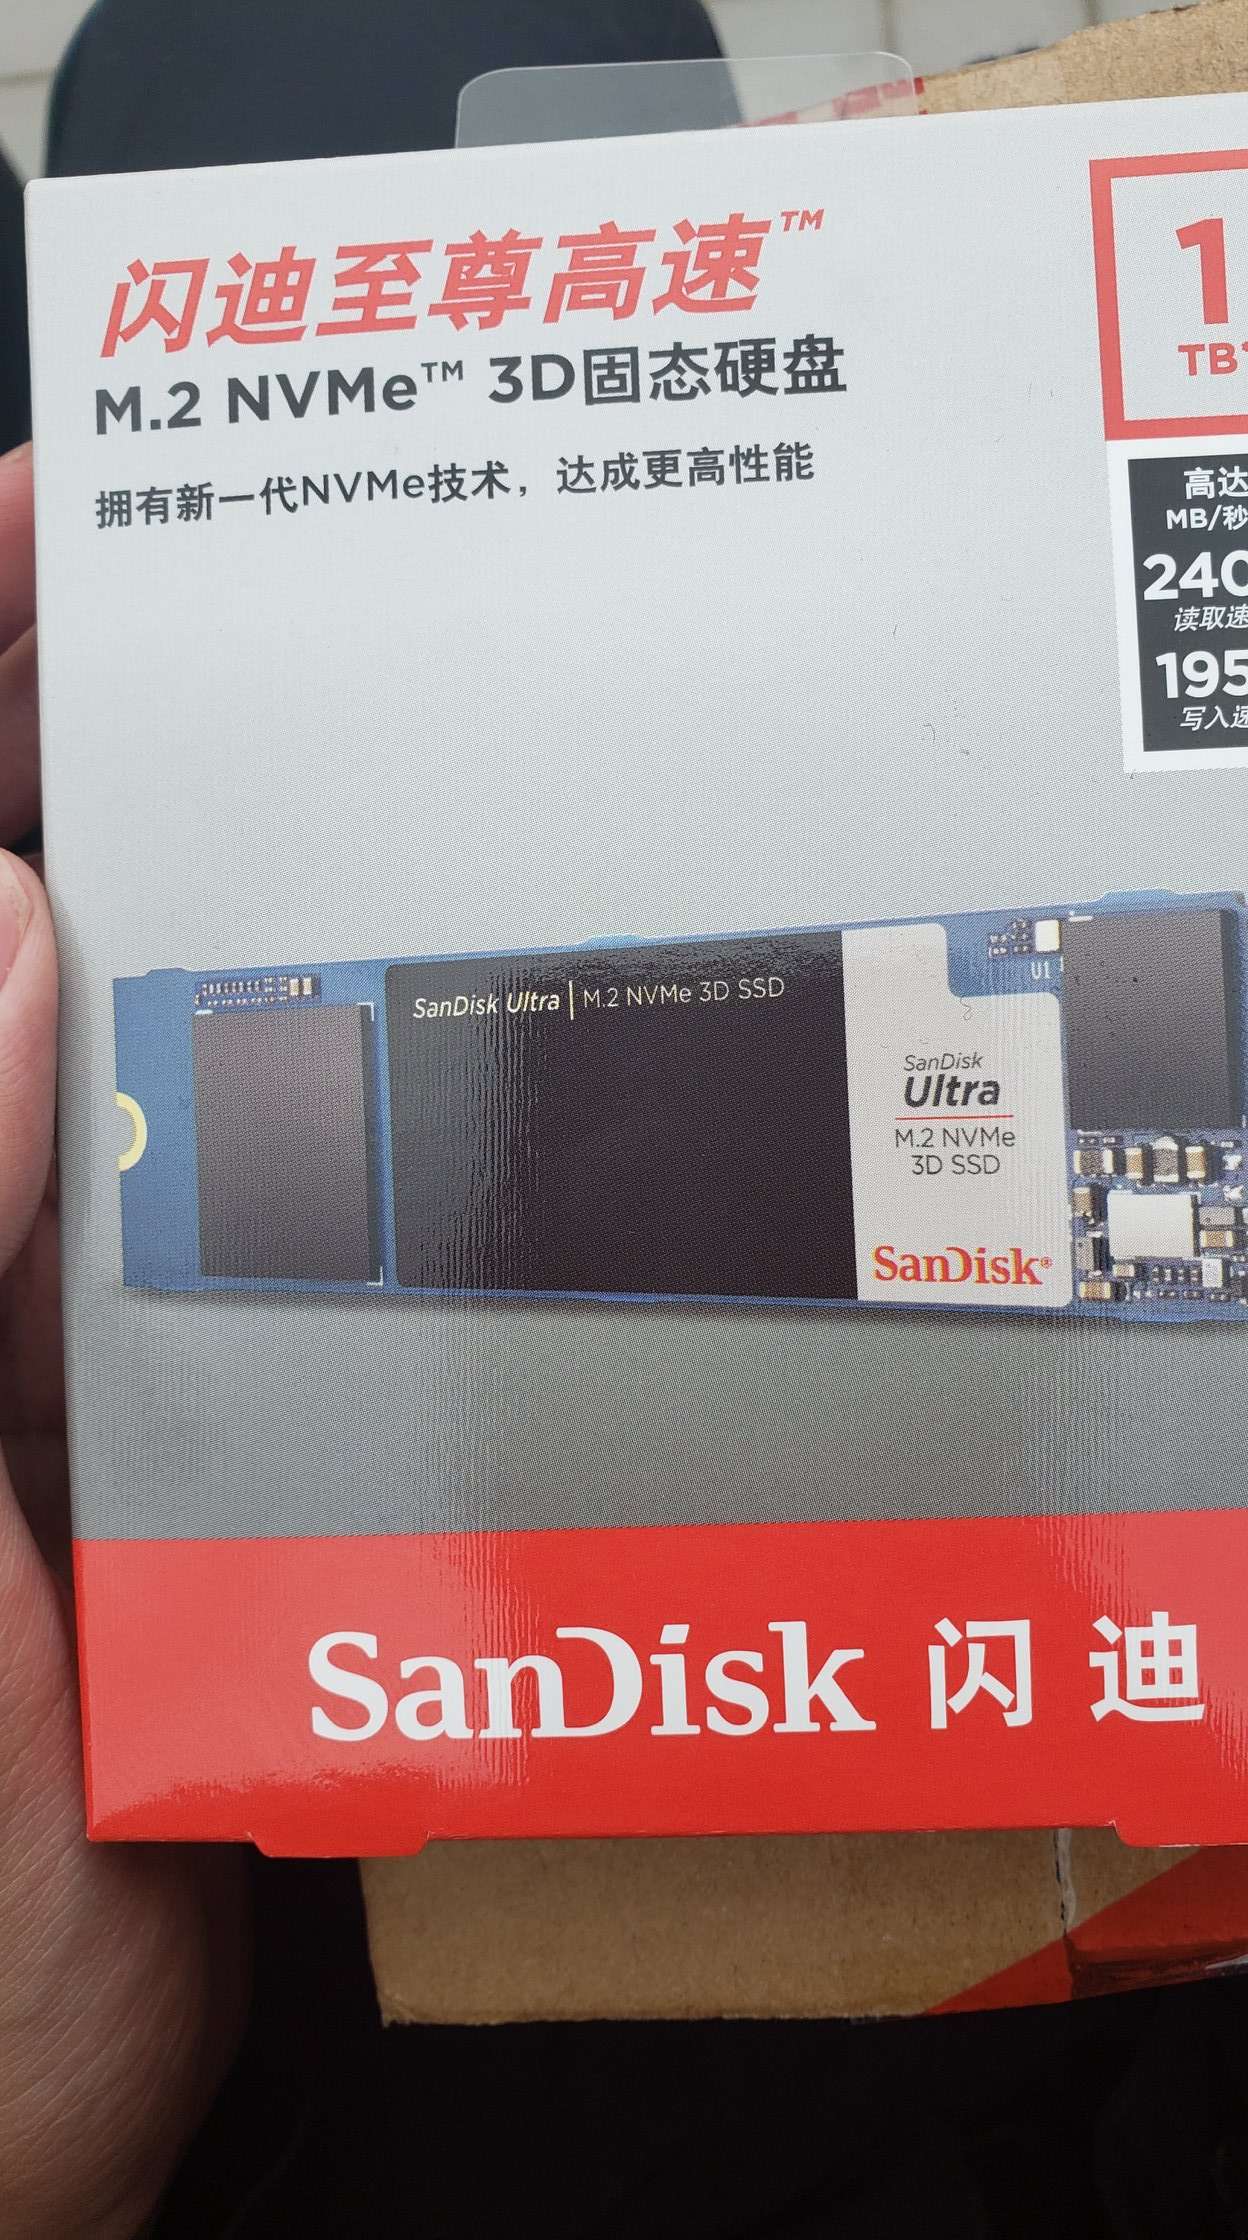 闪迪至尊高速™
M.2 NVMe™ 3D固态硬盘
拥有新一代NVMe技术，达成更高性能
1
TB
高达
MB/秒
240
读取速
195
写入速
SanDisk Ultra | M.2 NVMe 3D SSD
U1
SanDisk
Ultra
M.2 NVMe
3D SSD
SanDisk®
SanDisk 闪迪